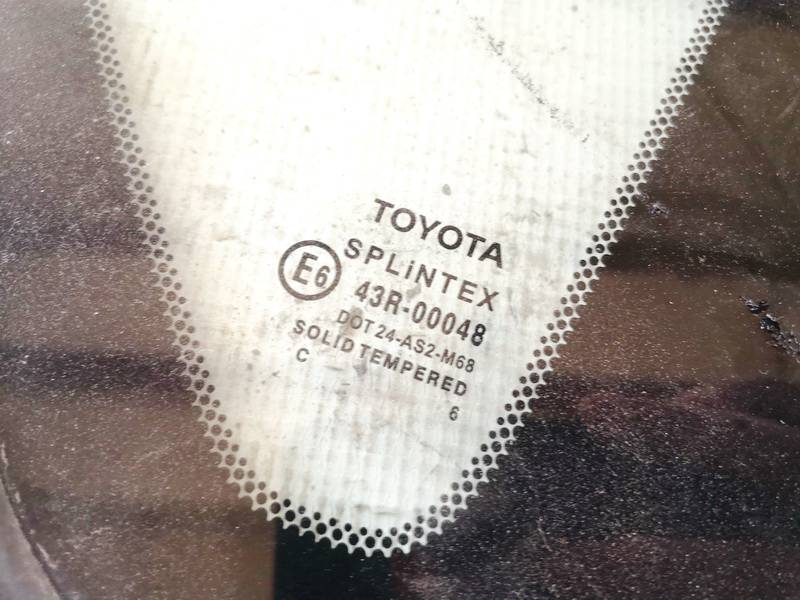 TOYOTA
SPLiNTEX
E6 43R-00048
DOT 24-AS2-M68
SOLID TEMPERED
C 6